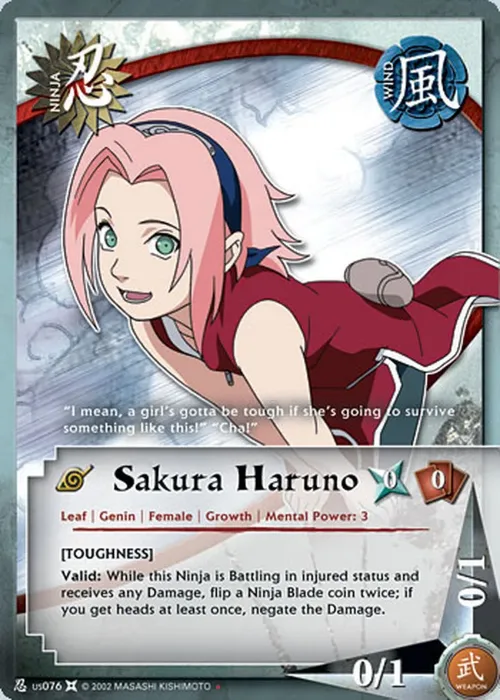 NINJA
忍
WIND
風
"I mean, a girl's gotta be tough if she's going to survive
something like this!" "Cha!"
Sakura Haruno
0
0
Leaf | Genin | Female | Growth | Mental Power: 3
[TOUGHNESS]
Valid: While this Ninja is Battling in injured status and
receives any Damage, flip a Ninja Blade coin twice; if
you get heads at least once, negate the Damage.
0/1
0/1
武
WEAPON
忍 US076 © 2002 MASASHI KISHIMOTO